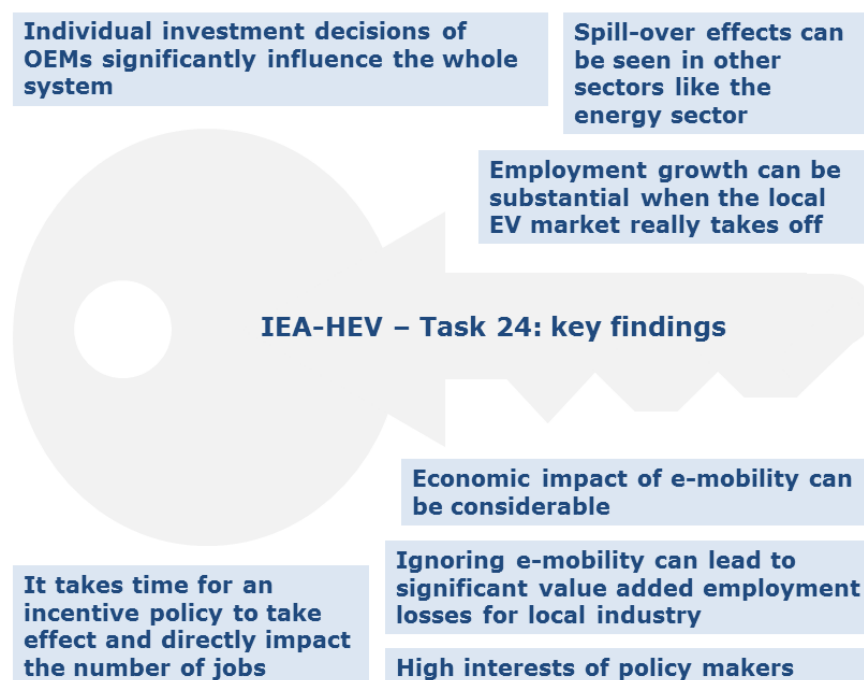 Individual investment decisions of
OEMs significantly influence the whole
system
Spill-over effects can
be seen in other
sectors like the
energy sector
Employment growth can be
substantial when the local
EV market really takes off
IEA-HEV – Task 24: key findings
Economic impact of e-mobility can
be considerable
Ignoring e-mobility can lead to
significant value added employment
losses for local industry
It takes time for an
incentive policy to take
effect and directly impact
the number of jobs
High interests of policy makers